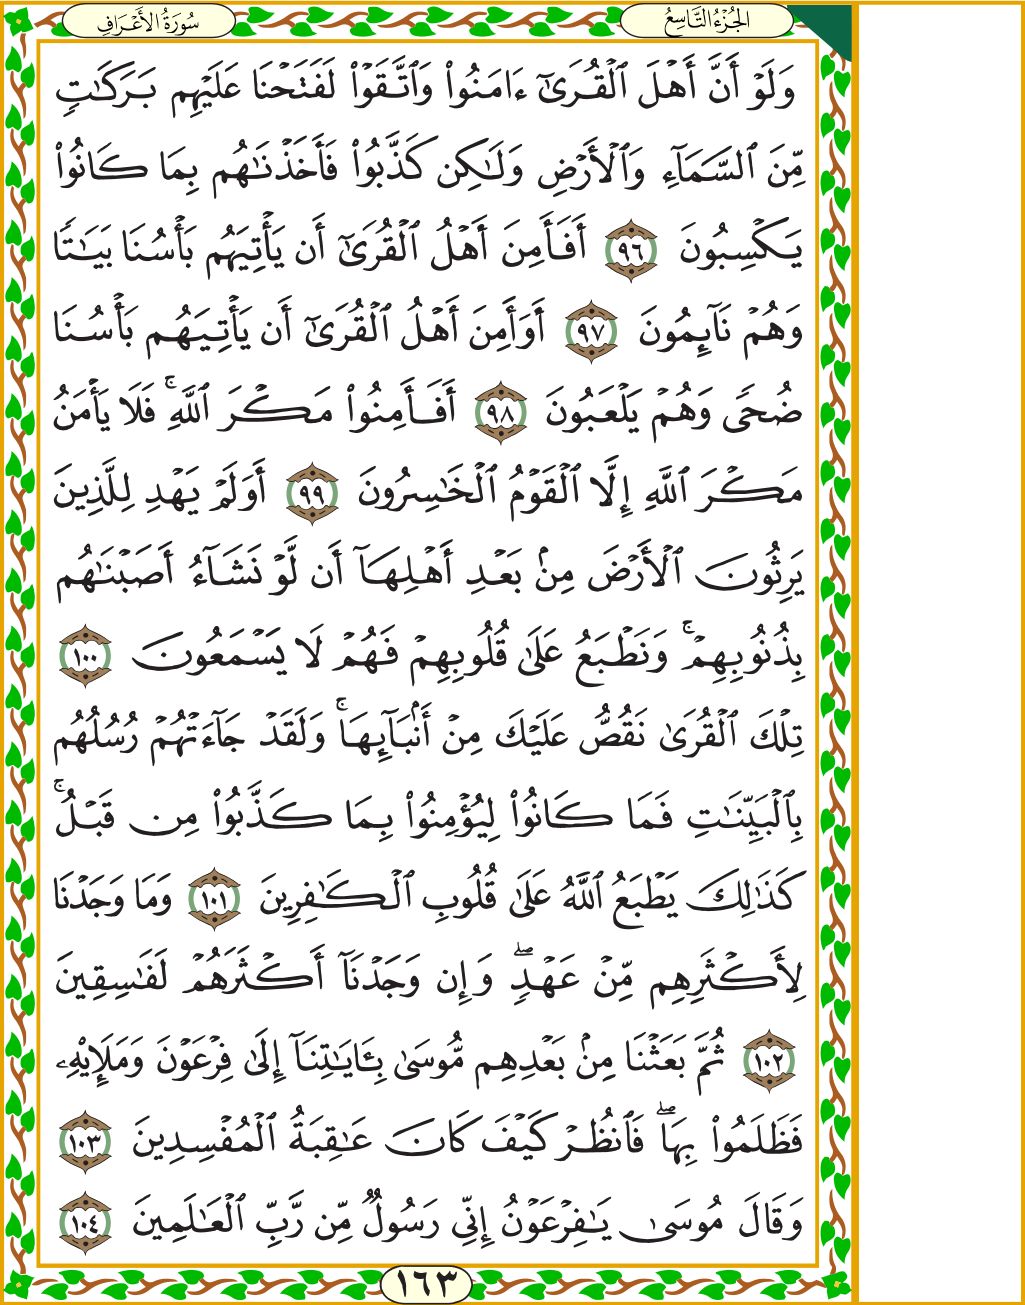 الجُزْءُ التَّاسِعُ
سُورَةُ الأَعْرَافِ
وَلَوْ أَنَّ أَهْلَ ٱلْقُرَىٰٓ ءَامَنُوا۟ وَٱتَّقَوْا۟ لَفَتَحْنَا عَلَيْهِم بَرَكَـٰتٍ
مِّنَ ٱلسَّمَآءِ وَٱلْأَرْضِ وَلَـٰكِن كَذَّبُوا۟ فَأَخَذْنَـٰهُم بِمَا كَانُوا۟
يَكْسِبُونَ ٩٦ أَفَأَمِنَ أَهْلُ ٱلْقُرَىٰٓ أَن يَأْتِيَهُم بَأْسُنَا بَيَـٰتًا
وَهُمْ نَآئِمُونَ ٩٧ أَوَأَمِنَ أَهْلُ ٱلْقُرَىٰٓ أَن يَأْتِيَهُم بَأْسُنَا
ضُحًى وَهُمْ يَلْعَبُونَ ٩٨ أَفَأَمِنُوا۟ مَكْرَ ٱللَّهِ ۚ فَلَا يَأْمَنُ
مَكْرَ ٱللَّهِ إِلَّا ٱلْقَوْمُ ٱلْخَـٰسِرُونَ ٩٩ أَوَلَمْ يَهْدِ لِلَّذِينَ
يَرِثُونَ ٱلْأَرْضَ مِنۢ بَعْدِ أَهْلِهَآ أَن لَّوْ نَشَآءُ أَصَبْنَـٰهُم
بِذُنُوبِهِمْ ۚ وَنَطْبَعُ عَلَىٰ قُلُوبِهِمْ فَهُمْ لَا يَسْمَعُونَ ١٠٠
تِلْكَ ٱلْقُرَىٰ نَقُصُّ عَلَيْكَ مِنْ أَنۢبَآئِهَا ۚ وَلَقَدْ جَآءَتْهُمْ رُسُلُهُم
بِٱلْبَيِّنَـٰتِ فَمَا كَانُوا۟ لِيُؤْمِنُوا۟ بِمَا كَذَّبُوا۟ مِن قَبْلُ ۚ
كَذَٰلِكَ يَطْبَعُ ٱللَّهُ عَلَىٰ قُلُوبِ ٱلْكَـٰفِرِينَ ١٠١ وَمَا وَجَدْنَا
لِأَكْثَرِهِم مِّنْ عَهْدٍ ۖ وَإِن وَجَدْنَآ أَكْثَرَهُمْ لَفَـٰسِقِينَ
١٠٢ ثُمَّ بَعَثْنَا مِنۢ بَعْدِهِم مُّوسَىٰ بِـَٔايَـٰتِنَآ إِلَىٰ فِرْعَوْنَ وَمَلَإِي۟هِۦ
فَظَلَمُوا۟ بِهَا ۖ فَٱنظُرْ كَيْفَ كَانَ عَـٰقِبَةُ ٱلْمُفْسِدِينَ ١٠٣
وَقَالَ مُوسَىٰ يَـٰفِرْعَوْنُ إِنِّى رَسُولٌ مِّن رَّبِّ ٱلْعَـٰلَمِينَ ١٠٤
١٦٣